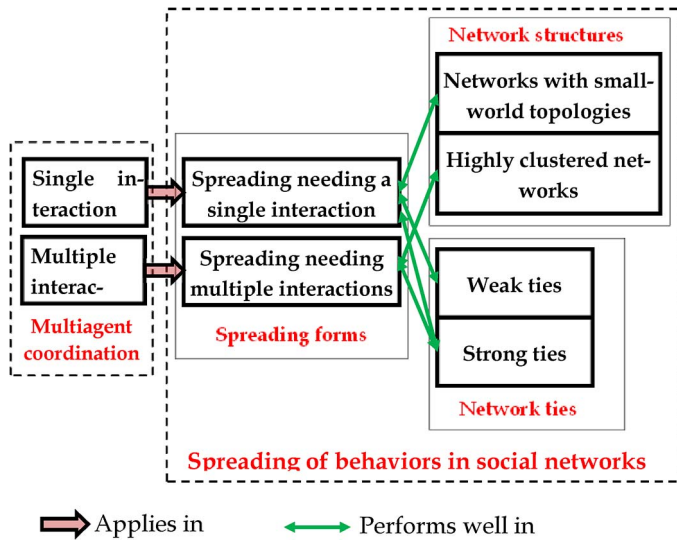 Network structures
Networks with small-
world topologies
Highly clustered net-
works
Single in-
teraction
Multiple
interac-
Multiagent
coordination
Spreading needing a
single interaction
Spreading needing
multiple interactions
Spreading forms
Weak ties
Strong ties
Network ties
Spreading of behaviors in social networks
Applies in
Performs well in